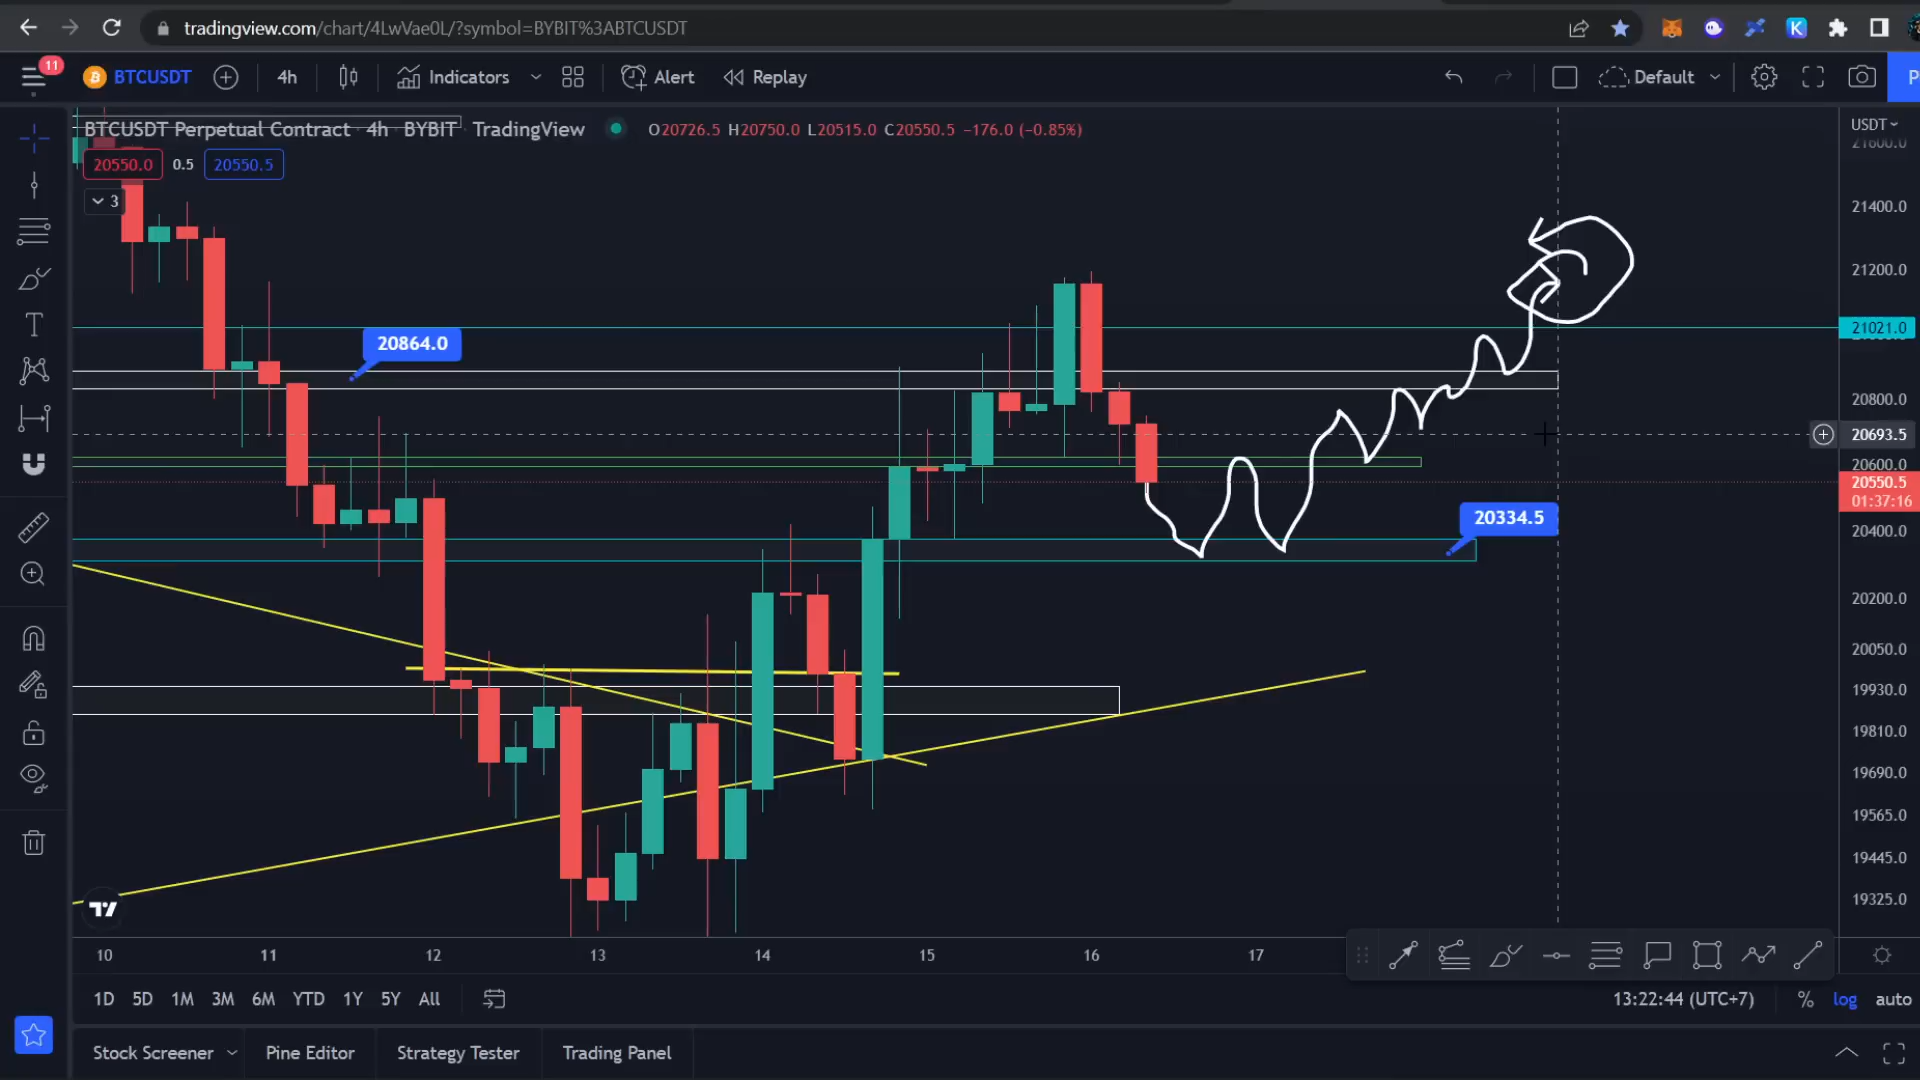 tradingview.com/chart/4LwVae0L/?symbol=BYBIT%3ABTCUSDT
11
BTCUSDT
4h
Indicators
Alert
Replay
Default
P
BTCUSDT Perpetual Contract · 4h · BYBIT TradingView
O20726.5 H20750.0 L20515.0 C20550.5 −176.0 (−0.85%)
20550.0 0.5 20550.5
3
USDT
21600.0
21400.0
21200.0
21021.0
20864.0
20800.0
20693.5
20600.0
20550.5
01:37:16
20334.5
20400.0
20200.0
20050.0
19930.0
19810.0
19690.0
19565.0
19445.0
19325.0
10 11 12 13 14 15 16 17
1D 5D 1M 3M 6M YTD 1Y 5Y All
13:22:44 (UTC+7) % log auto
Stock Screener Pine Editor Strategy Tester Trading Panel